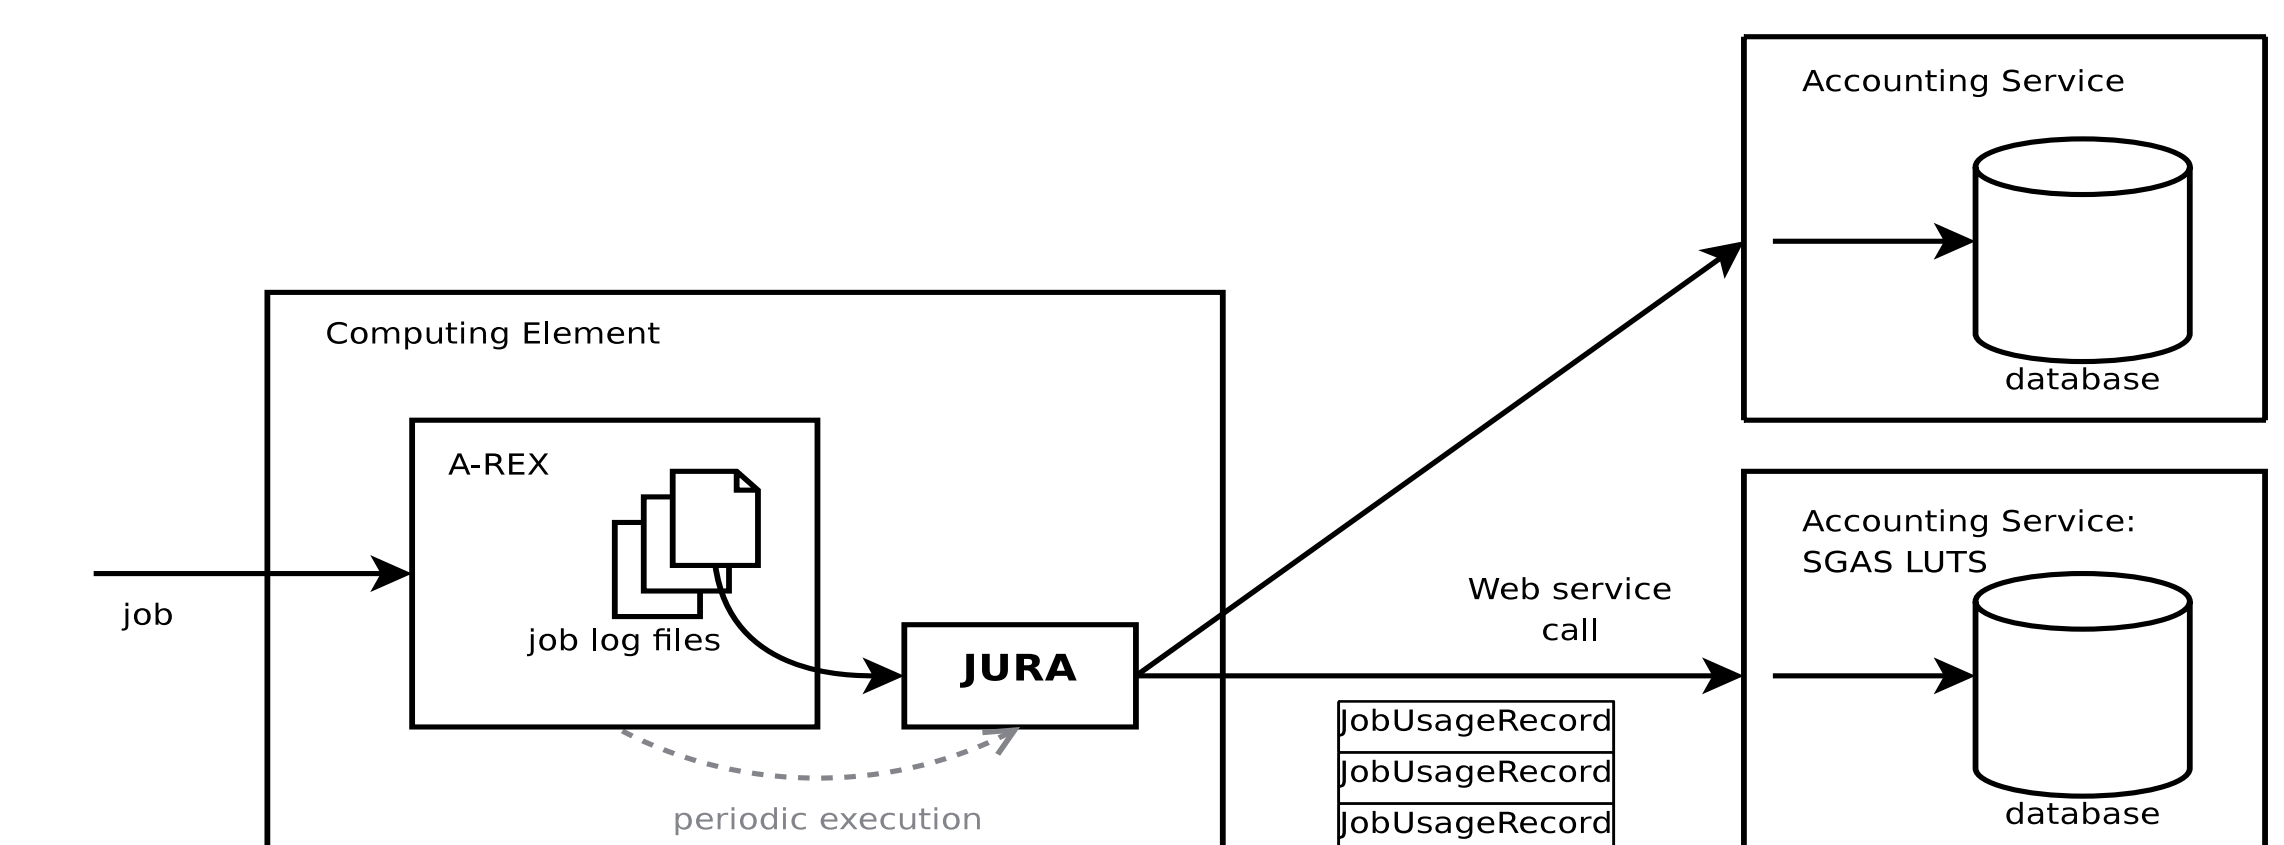 Accounting Service
database
Computing Element
A-REX
job log files
job
JURA
periodic execution
Web service
call
JobUsageRecord
JobUsageRecord
JobUsageRecord
Accounting Service:
SGAS LUTS
database